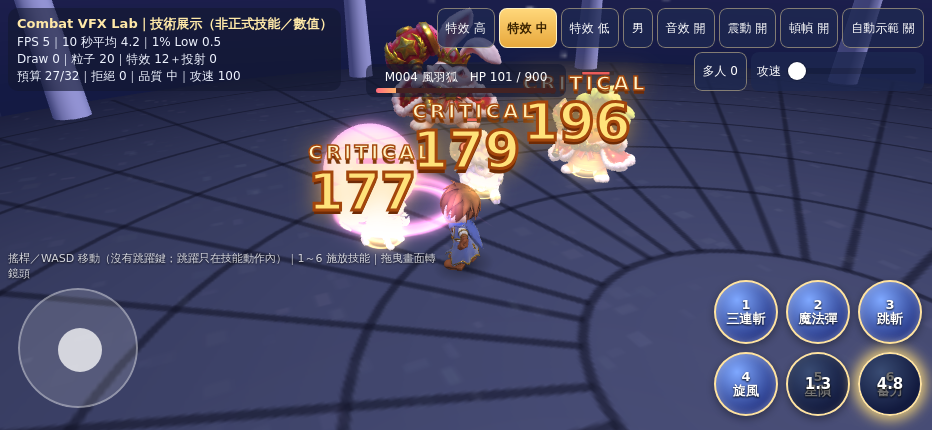 Combat VFX Lab｜技術展示（非正式技能／數值）
FPS 5｜10 秒平均 4.2｜1% Low 0.5
Draw 0｜粒子 20｜特效 12＋投射 0
預算 27/32｜拒絕 0｜品質 中｜攻速 100
特效 高
特效 中
特效 低
男
音效 開
震動 開
頓幀 開
自動示範 關
多人 0
攻速
M004 風羽狐 HP 101 / 900
CRITICAL
196
CRITICAL
179
CRITICAL
177
搖桿／WASD 移動（沒有跳躍鍵；跳躍只在技能動作內）｜1~6 施放技能｜拖曳畫面轉
鏡頭
1
三連斬
2
魔法彈
3
跳斬
4
旋風
5
星隕
1.3
6
蓄力
4.8